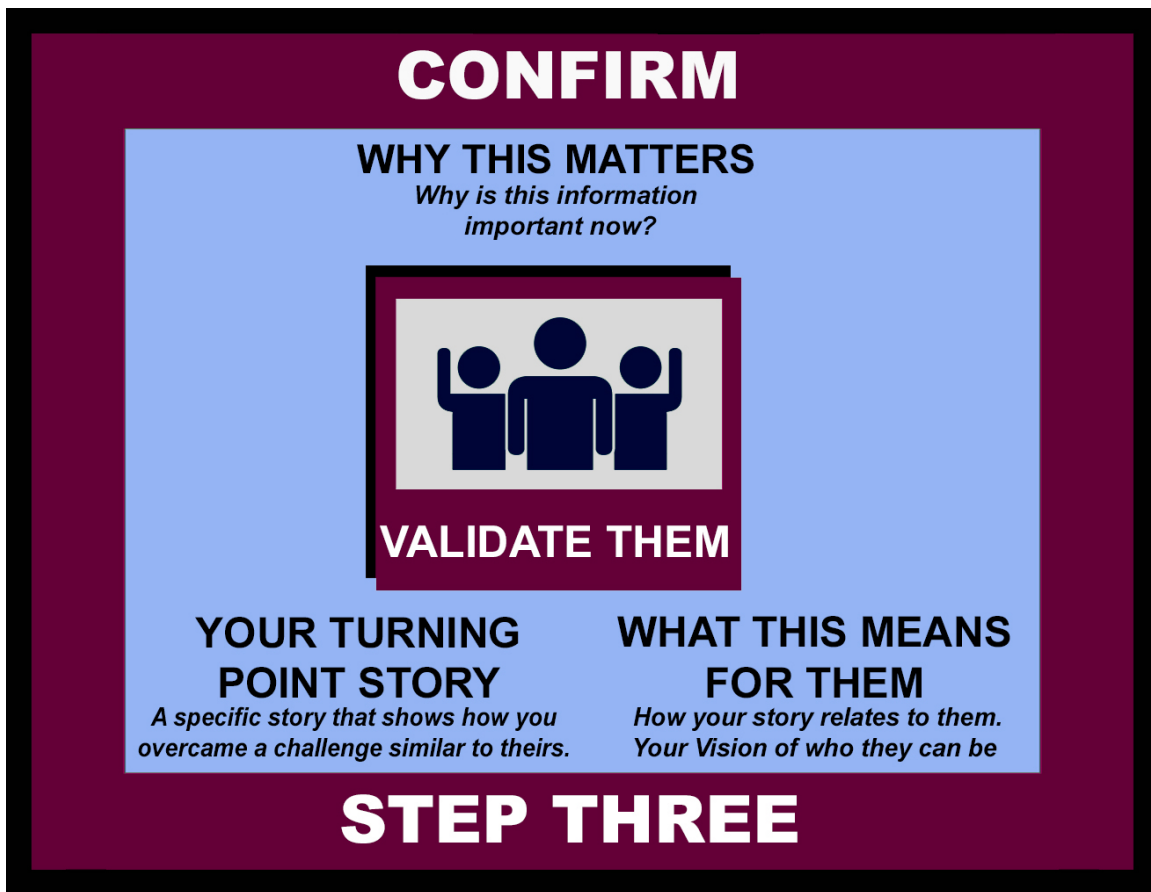 CONFIRM
WHY THIS MATTERS
Why is this information
important now?
VALIDATE THEM
YOUR TURNING
POINT STORY
A specific story that shows how you
overcame a challenge similar to theirs.
WHAT THIS MEANS
FOR THEM
How your story relates to them.
Your Vision of who they can be
STEP THREE